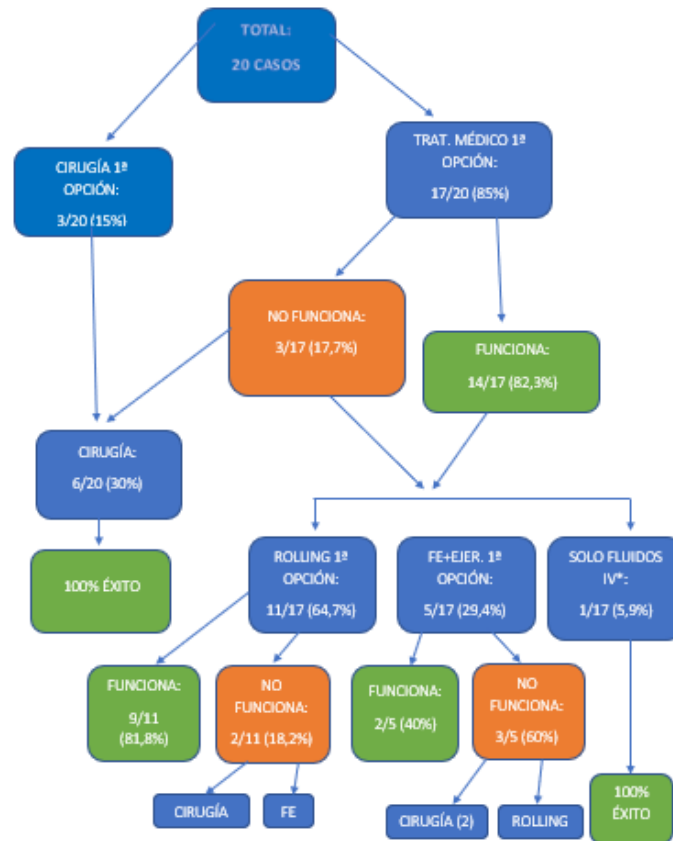 TOTAL:
20 CASOS
CIRUGÍA 1ª
OPCIÓN:
3/20 (15%)
TRAT. MÉDICO 1ª
OPCIÓN:
17/20 (85%)
NO FUNCIONA:
3/17 (17,7%)
FUNCIONA:
14/17 (82,3%)
CIRUGÍA:
6/20 (30%)
100% ÉXITO
ROLLING 1ª
OPCIÓN:
11/17 (64,7%)
FE+EJER. 1ª
OPCIÓN:
5/17 (29,4%)
SOLO FLUIDOS
IV*:
1/17 (5,9%)
FUNCIONA:
9/11
(81,8%)
NO
FUNCIONA:
2/11 (18,2%)
FUNCIONA:
2/5 (40%)
NO
FUNCIONA:
3/5 (60%)
CIRUGÍA
FE
CIRUGÍA (2)
ROLLING
100%
ÉXITO